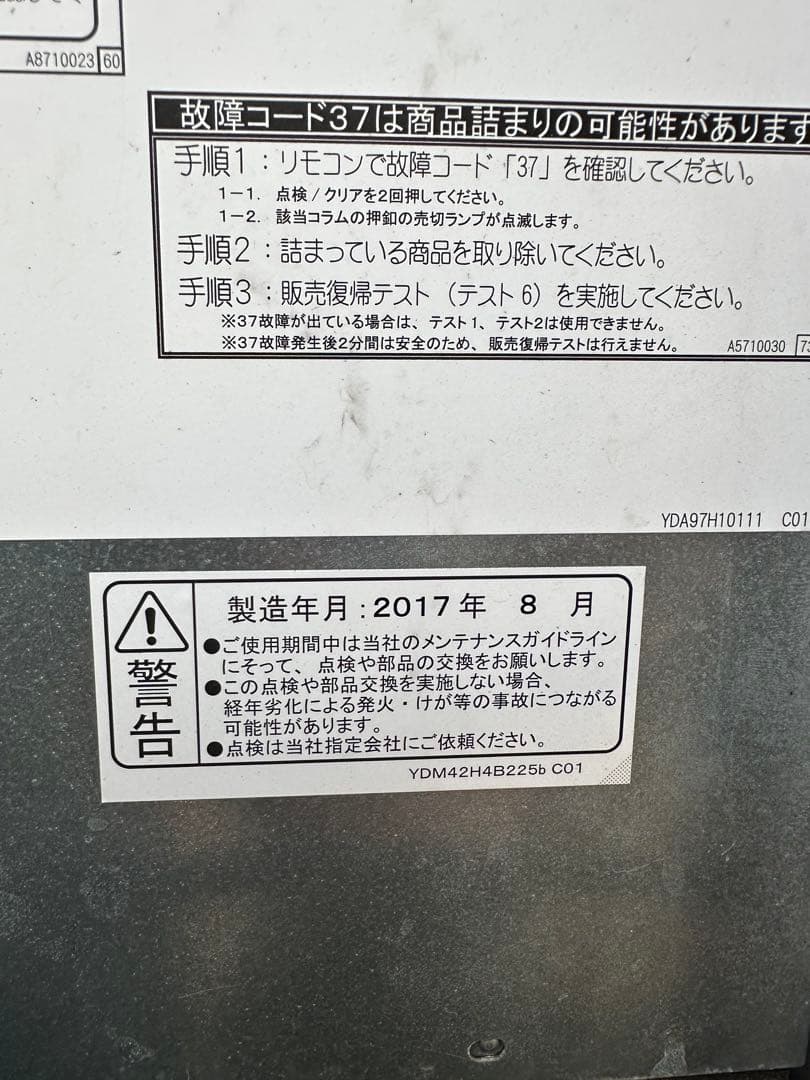 A8710023 60
故障コード37は商品詰まりの可能性があります
手順1：リモコンで故障コード「37」を確認してください。
1－1．点検/クリアを2回押してください。
1－2．該当コラムの押釦の売切ランプが点滅します。
手順2：詰まっている商品を取り除いてください。
手順3：販売復帰テスト（テスト6）を実施してください。
※37故障が出ている場合は、テスト1、テスト2は使用できません。
※37故障発生後2分間は安全のため、販売復帰テストは行えません。
A5710030 73
YDA97H10111 C01
警告
製造年月：2017年 8 月
●ご使用期間中は当社のメンテナンスガイドライン
にそって、点検や部品の交換をお願いします。
●この点検や部品交換を実施しない場合、
経年劣化による発火・けが等の事故につながる
可能性があります。
●点検は当社指定会社にご依頼ください。
YDM42H4B225b C01